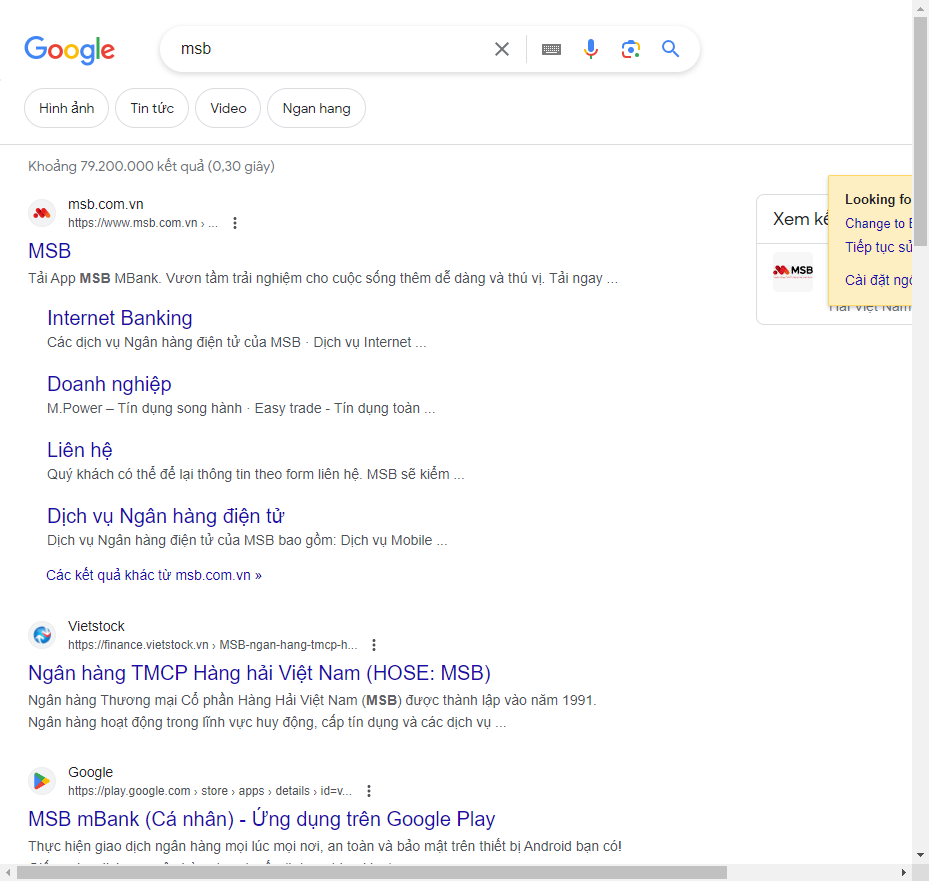 Google
msb
Hình ảnh
Tin tức
Video
Ngan hang
Khoảng 79.200.000 kết quả (0,30 giây)
msb.com.vn
https://www.msb.com.vn › ...
MSB
Tải App MSB MBank. Vươn tầm trải nghiệm cho cuộc sống thêm dễ dàng và thú vị. Tải ngay ...
Internet Banking
Các dịch vụ Ngân hàng điện tử của MSB · Dịch vụ Internet ...
Doanh nghiệp
M.Power – Tín dụng song hành · Easy trade - Tín dụng toàn ...
Liên hệ
Quý khách có thể để lại thông tin theo form liên hệ. MSB sẽ kiểm ...
Dịch vụ Ngân hàng điện tử
Dịch vụ Ngân hàng điện tử của MSB bao gồm: Dịch vụ Mobile ...
Các kết quả khác từ msb.com.vn »
Vietstock
https://finance.vietstock.vn › MSB-ngan-hang-tmcp-h...
Ngân hàng TMCP Hàng hải Việt Nam (HOSE: MSB)
Ngân hàng Thương mại Cổ phần Hàng Hải Việt Nam (MSB) được thành lập vào năm 1991.
Ngân hàng hoạt động trong lĩnh vực huy động, cấp tín dụng và các dịch vụ ...
Google
https://play.google.com › store › apps › details › id=v...
MSB mBank (Cá nhân) - Ứng dụng trên Google Play
Thực hiện giao dịch ngân hàng mọi lúc mọi nơi, an toàn và bảo mật trên thiết bị Android bạn có!
Xem
MSB
Looking
Change to
Tiếp tục
Cài đặt
Hải Việt Nam